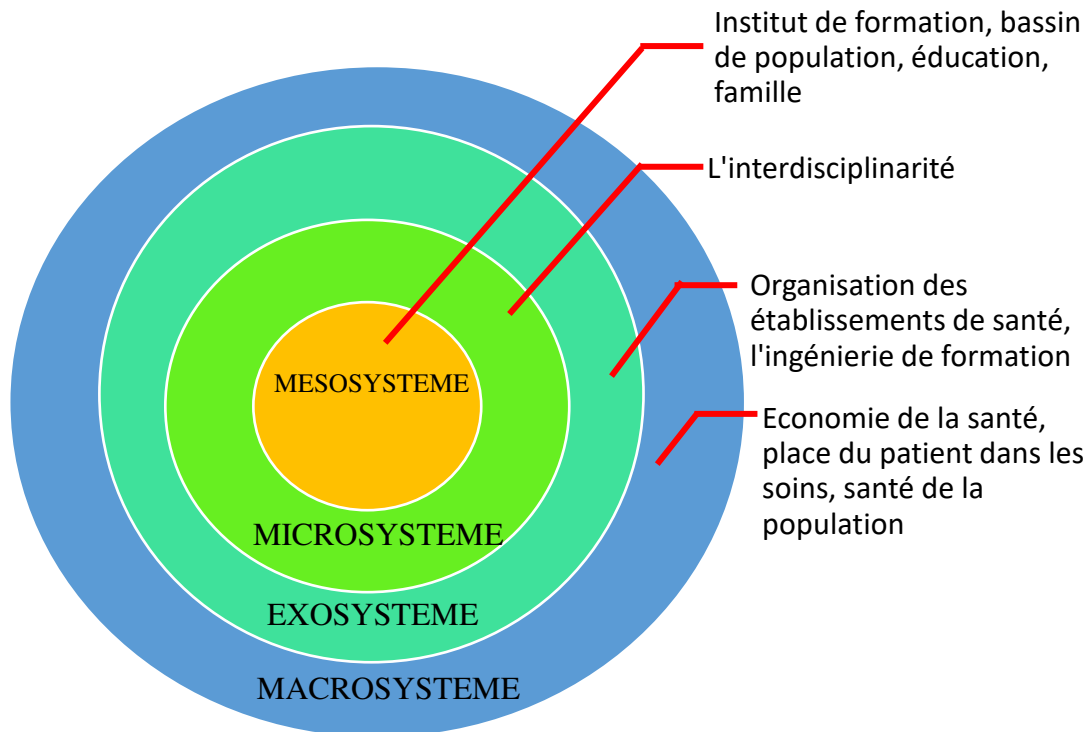 Institut de formation, bassin
de population, éducation,
famille
L'interdisciplinarité
Organisation des
établissements de santé,
l'ingénierie de formation
Economie de la santé,
place du patient dans les
soins, santé de la
population
MESOSYSTEME
MICROSYSTEME
EXOSYSTEME
MACROSYSTEME